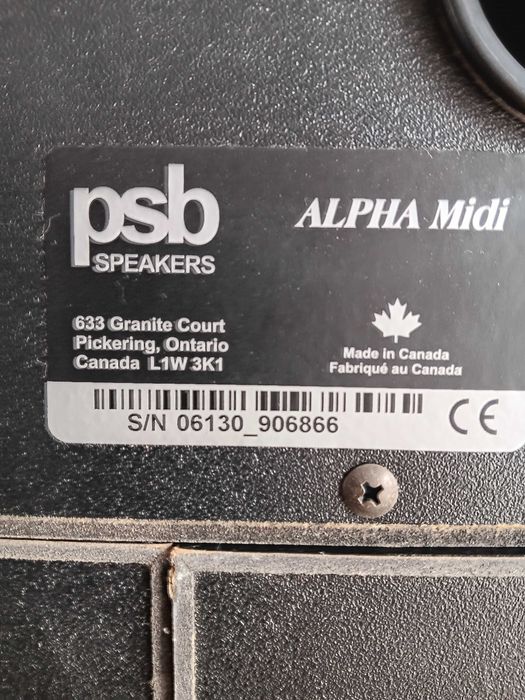 psb
SPEAKERS
ALPHA Midi
633 Granite Court
Pickering, Ontario
Canada L1W 3K1
Made in Canada
Fabriqué au Canada
S/N 06130_906866
CE